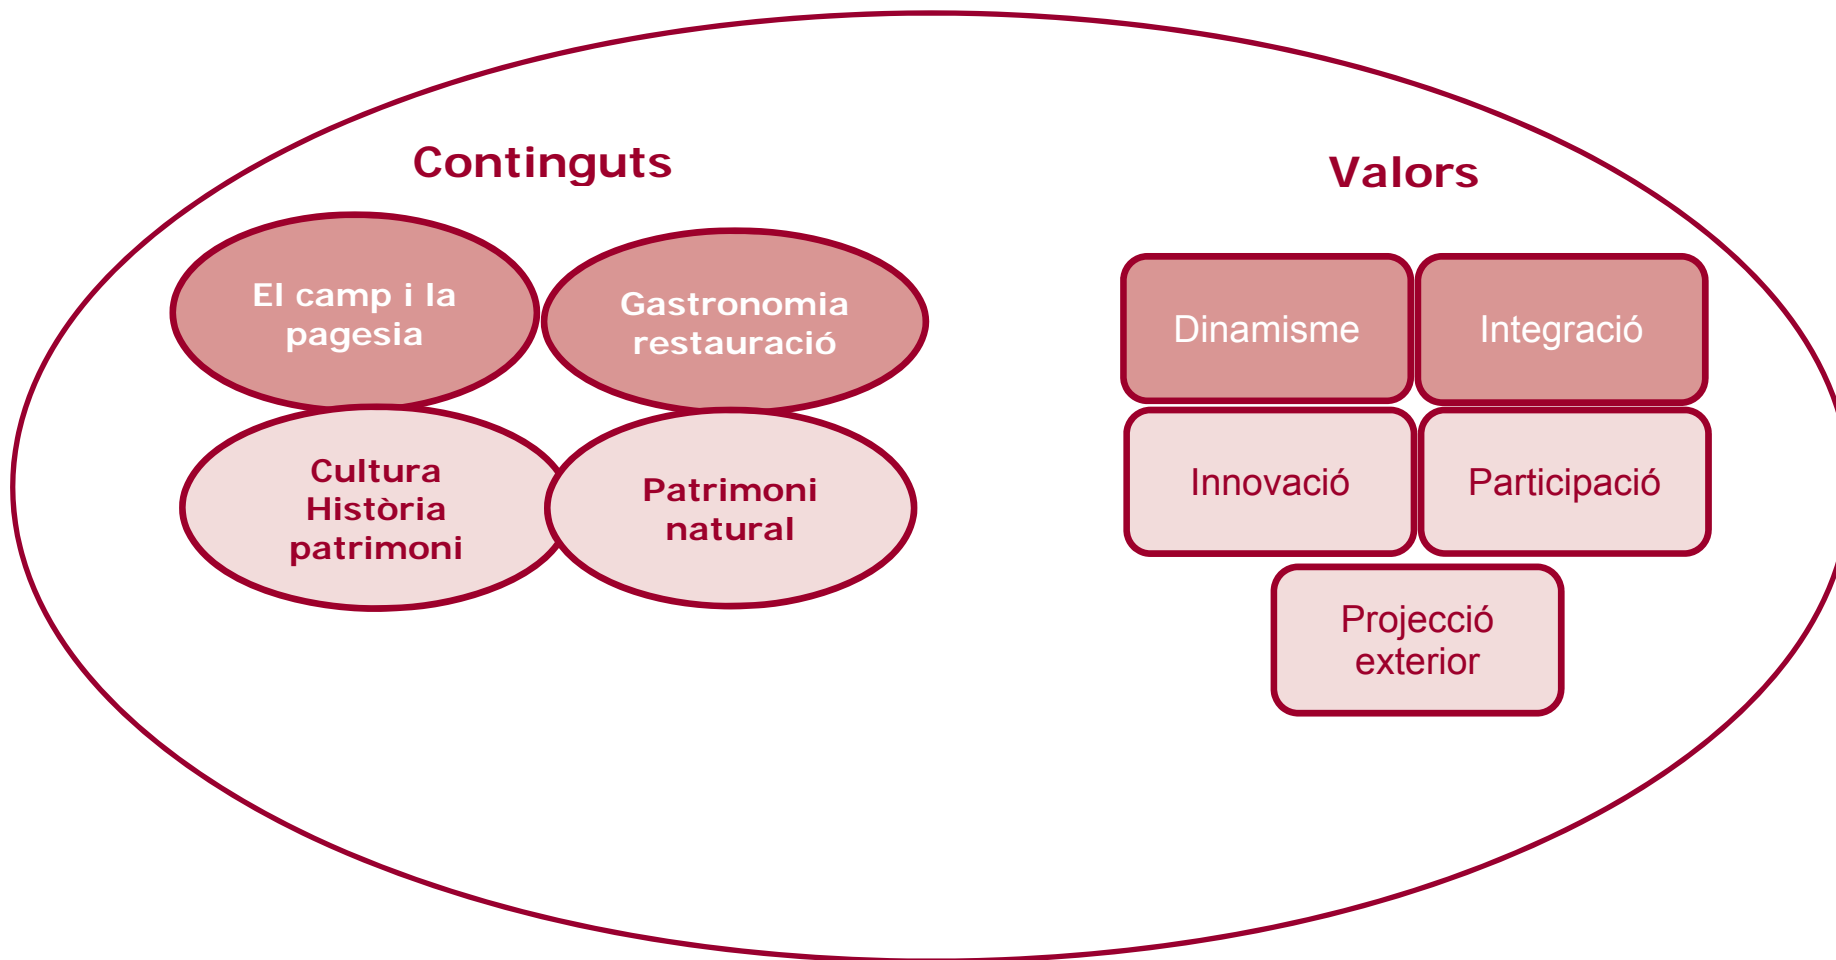 Continguts
El camp i la
pagesia
Gastronomia
restauració
Cultura
Història
patrimoni
Patrimoni
natural
Valors
Dinamisme
Integració
Innovació
Participació
Projecció
exterior